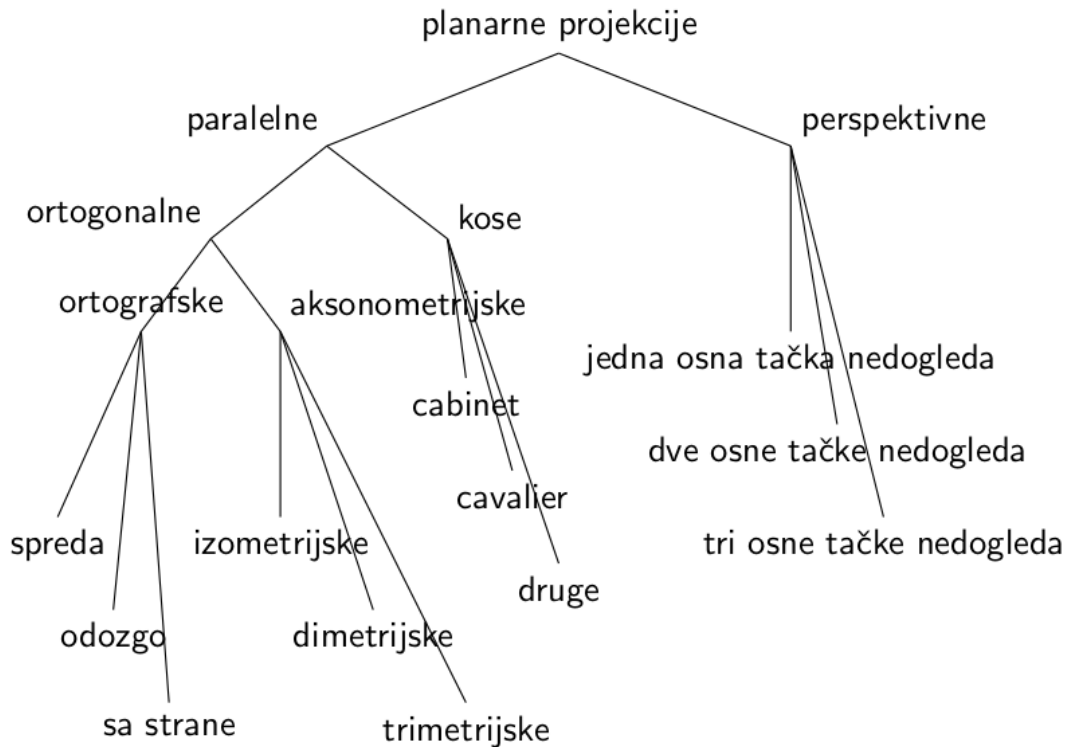 planarne projekcije
paralelne
perspektivne
ortogonalne
kose
ortografske
aksonometrijske
jedna osna tačka nedogleda
cabinet
dve osne tačke nedogleda
cavalier
spreda
izometrijske
tri osne tačke nedogleda
druge
odozgo
dimetrijske
sa strane
trimetrijske